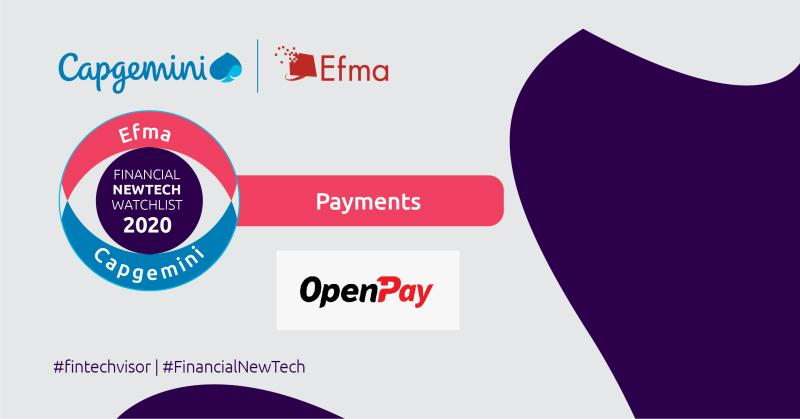 Capgemini
Efma
Efma
FINANCIAL
NEWTECH
WATCHLIST
2020
Capgemini
Payments
OpenPay
#fintechvisor | #FinancialNewTech